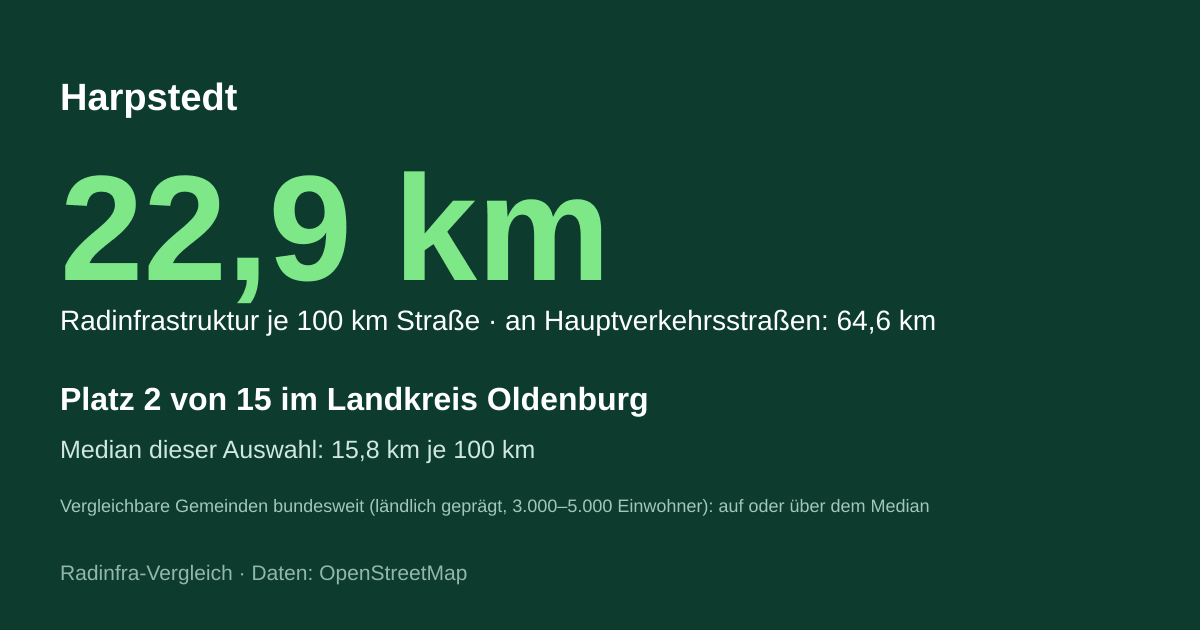 Harpstedt
22,9 km
Radinfrastruktur je 100 km Straße · an Hauptverkehrsstraßen: 64,6 km
Platz 2 von 15 im Landkreis Oldenburg
Median dieser Auswahl: 15,8 km je 100 km
Vergleichbare Gemeinden bundesweit (ländlich geprägt, 3.000–5.000 Einwohner): auf oder über dem Median
Radinfra-Vergleich · Daten: OpenStreetMap